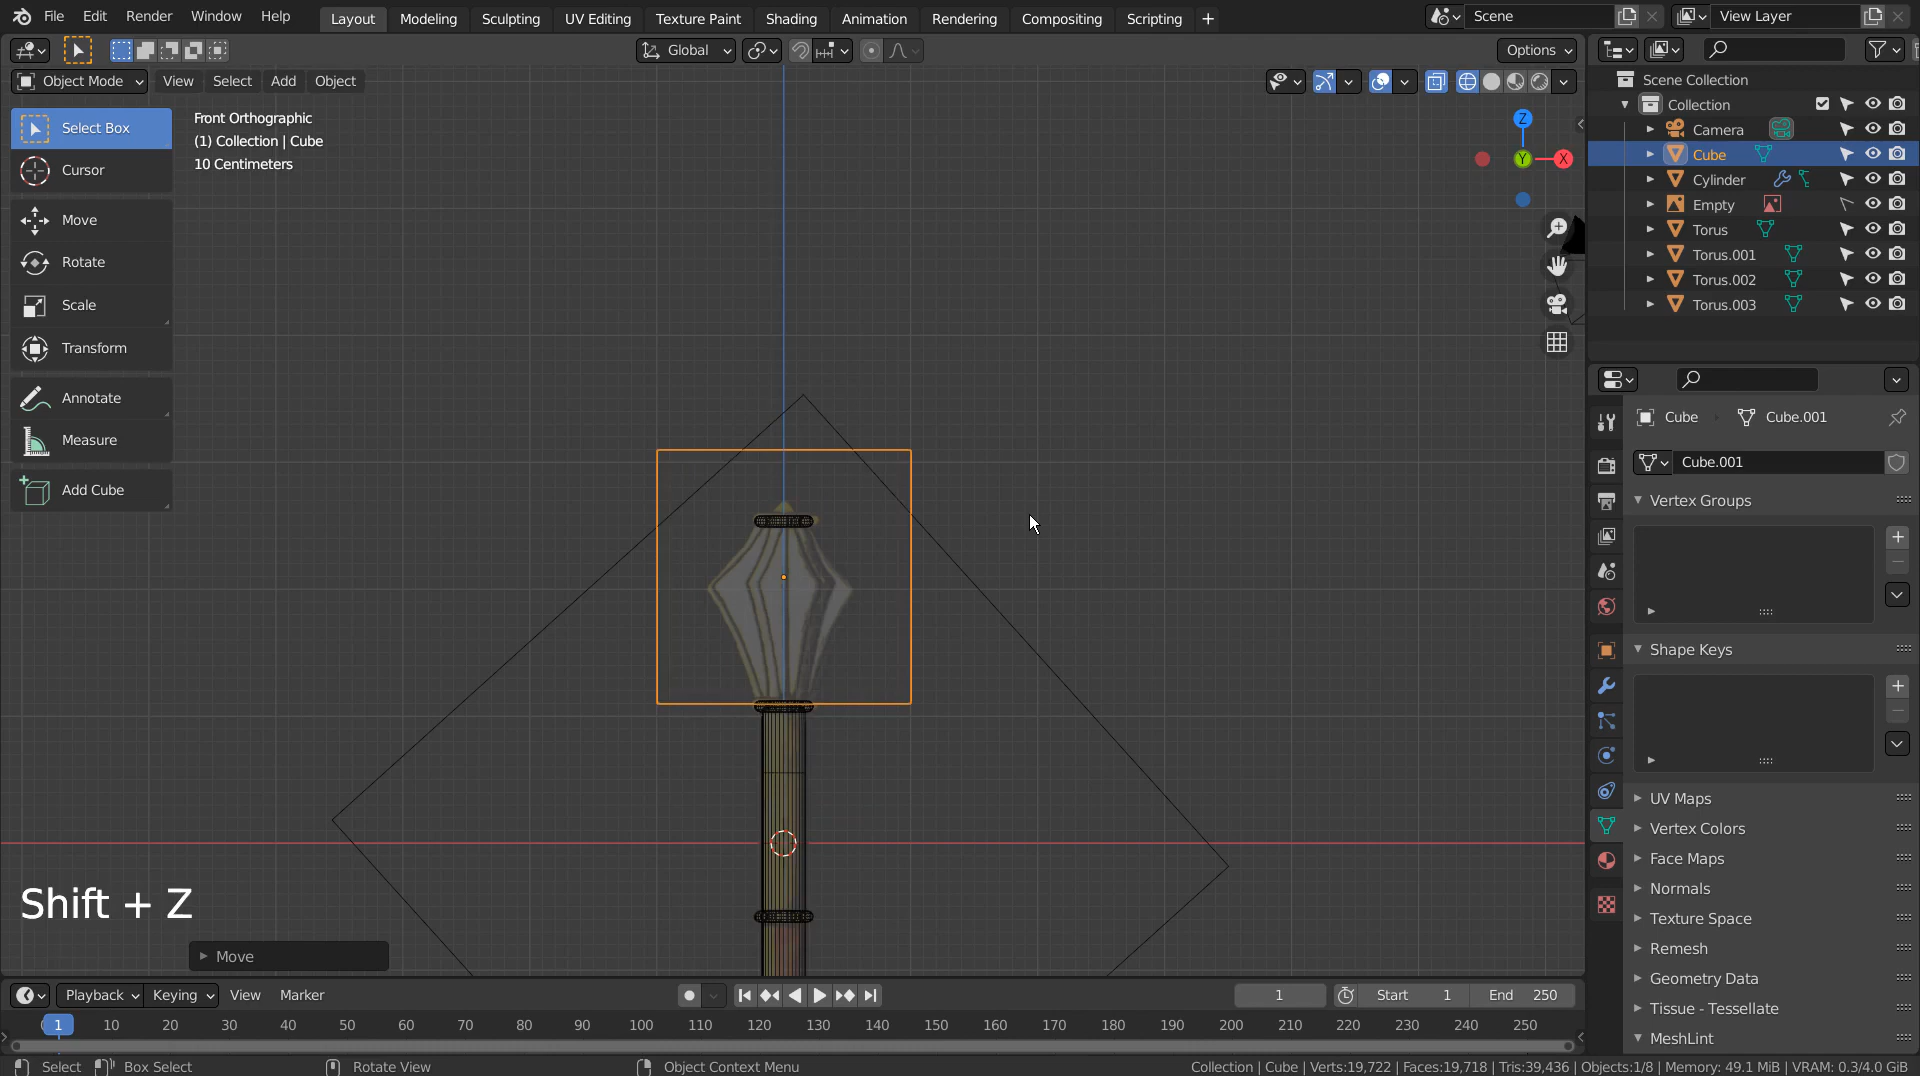 File Edit Render Window Help Layout Modeling Sculpting UV Editing Texture Paint Shading Animation Rendering Compositing Scripting + Scene View Layer
Global Options
Object Mode View Select Add Object
Select Box
Cursor
Move
Rotate
Scale
Transform
Annotate
Measure
Add Cube
Front Orthographic
(1) Collection | Cube
10 Centimeters
Z
Y
X
Shift + Z
Move
Scene Collection
Collection
Camera
Cube
Cylinder
Empty
Torus
Torus.001
Torus.002
Torus.003
Cube Cube.001
Cube.001
Vertex Groups
Shape Keys
UV Maps
Vertex Colors
Face Maps
Normals
Texture Space
Remesh
Geometry Data
Tissue - Tessellate
MeshLint
Playback Keying View Marker 1 Start 1 End 250
1 10 20 30 40 50 60 70 80 90 100 110 120 130 140 150 160 170 180 190 200 210 220 230 240 250
Select Box Select Rotate View Object Context Menu Collection | Cube | Verts:19,722 | Faces:19,718 | Tris:39,436 | Objects:1/8 | Memory: 49.1 MiB | VRAM: 0.3/4.0 GiB